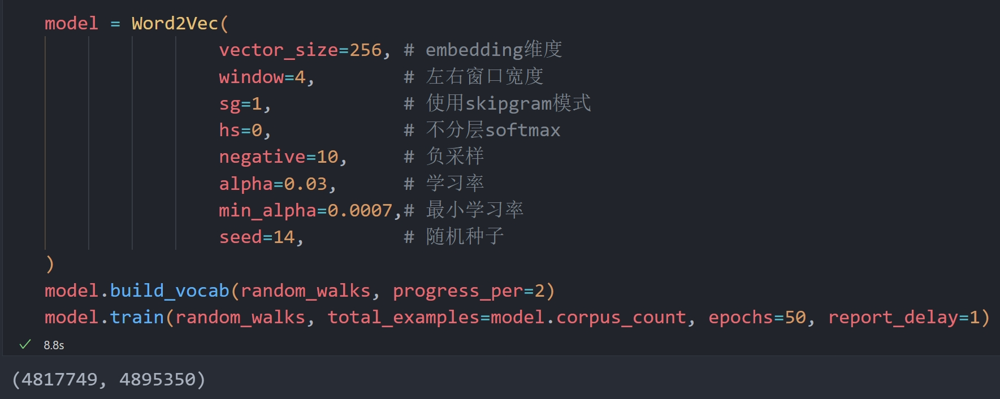 model = Word2Vec(
vector_size=256, # embedding维度
window=4, # 左右窗口宽度
sg=1, # 使用skipgram模式
hs=0, # 不分层softmax
negative=10, # 负采样
alpha=0.03, # 学习率
min_alpha=0.0007,# 最小学习率
seed=14, # 随机种子
)
model.build_vocab(random_walks, progress_per=2)
model.train(random_walks, total_examples=model.corpus_count, epochs=50, report_delay=1)
8.8s
(4817749, 4895350)